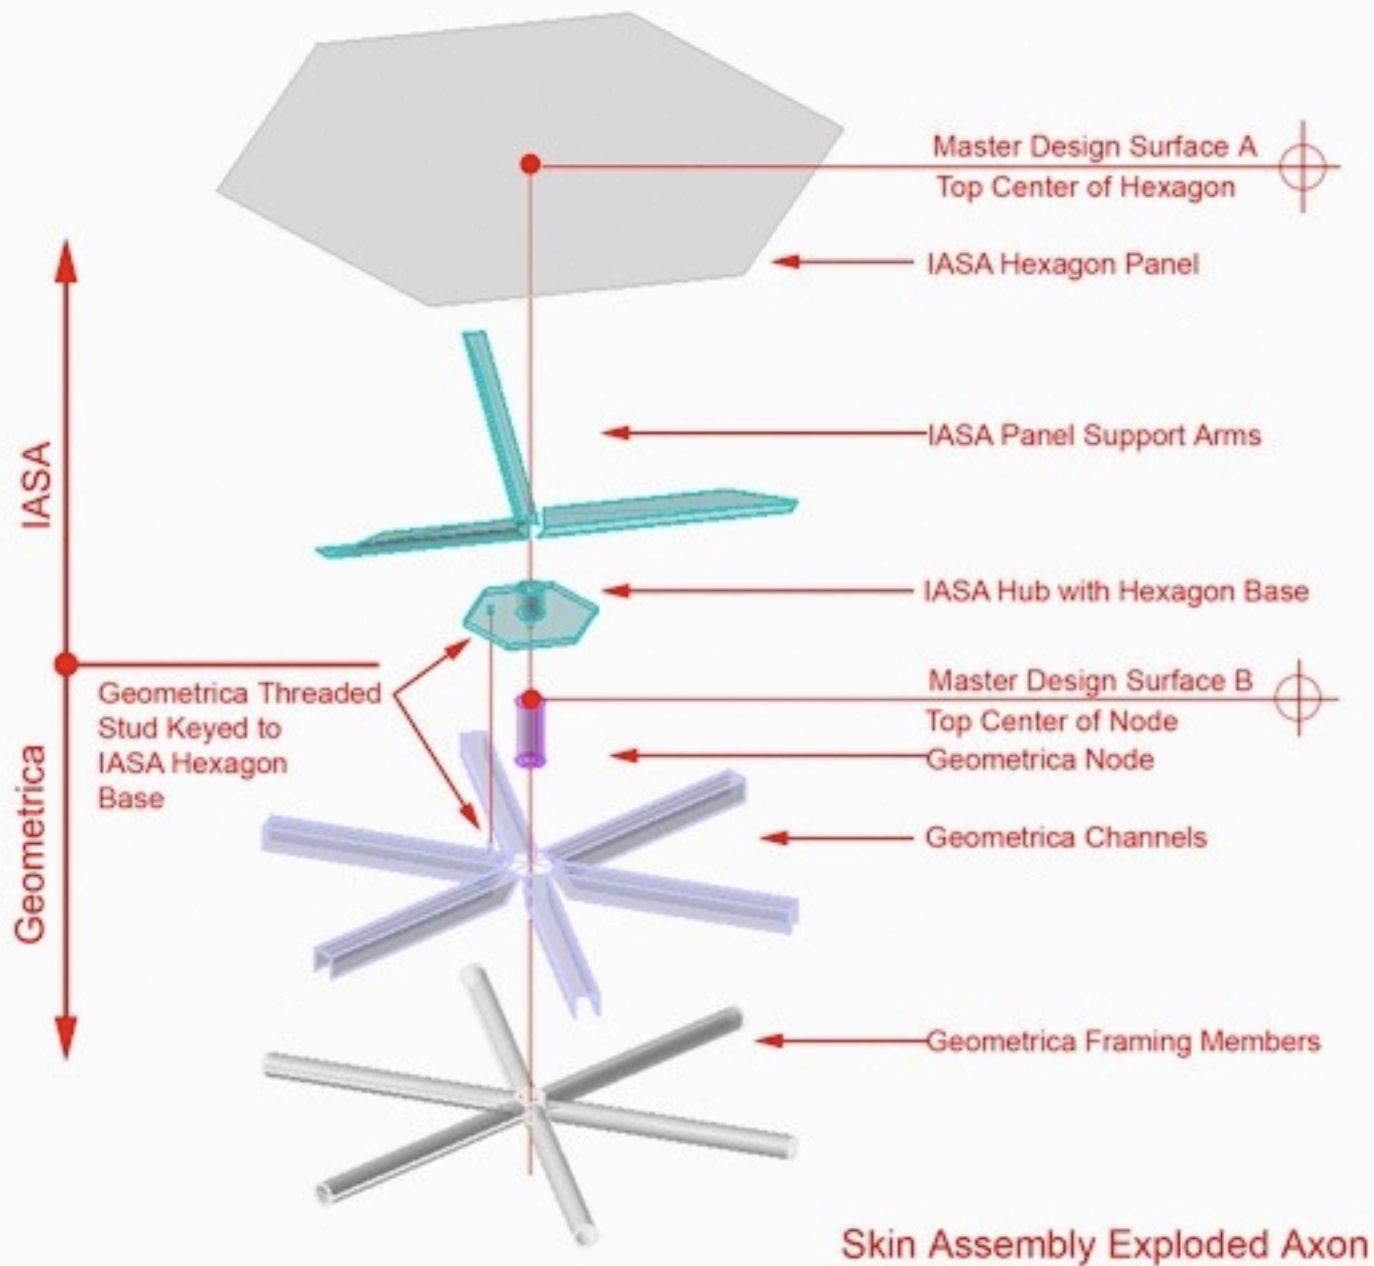 Master Design Surface A
Top Center of Hexagon
IASA Hexagon Panel
IASA Panel Support Arms
IASA
IASA Hub with Hexagon Base
Geometrica Threaded
Stud Keyed to
IASA Hexagon
Base
Master Design Surface B
Top Center of Node
Geometrica Node
Geometrica
Geometrica Channels
Geometrica Framing Members
Skin Assembly Exploded Axon